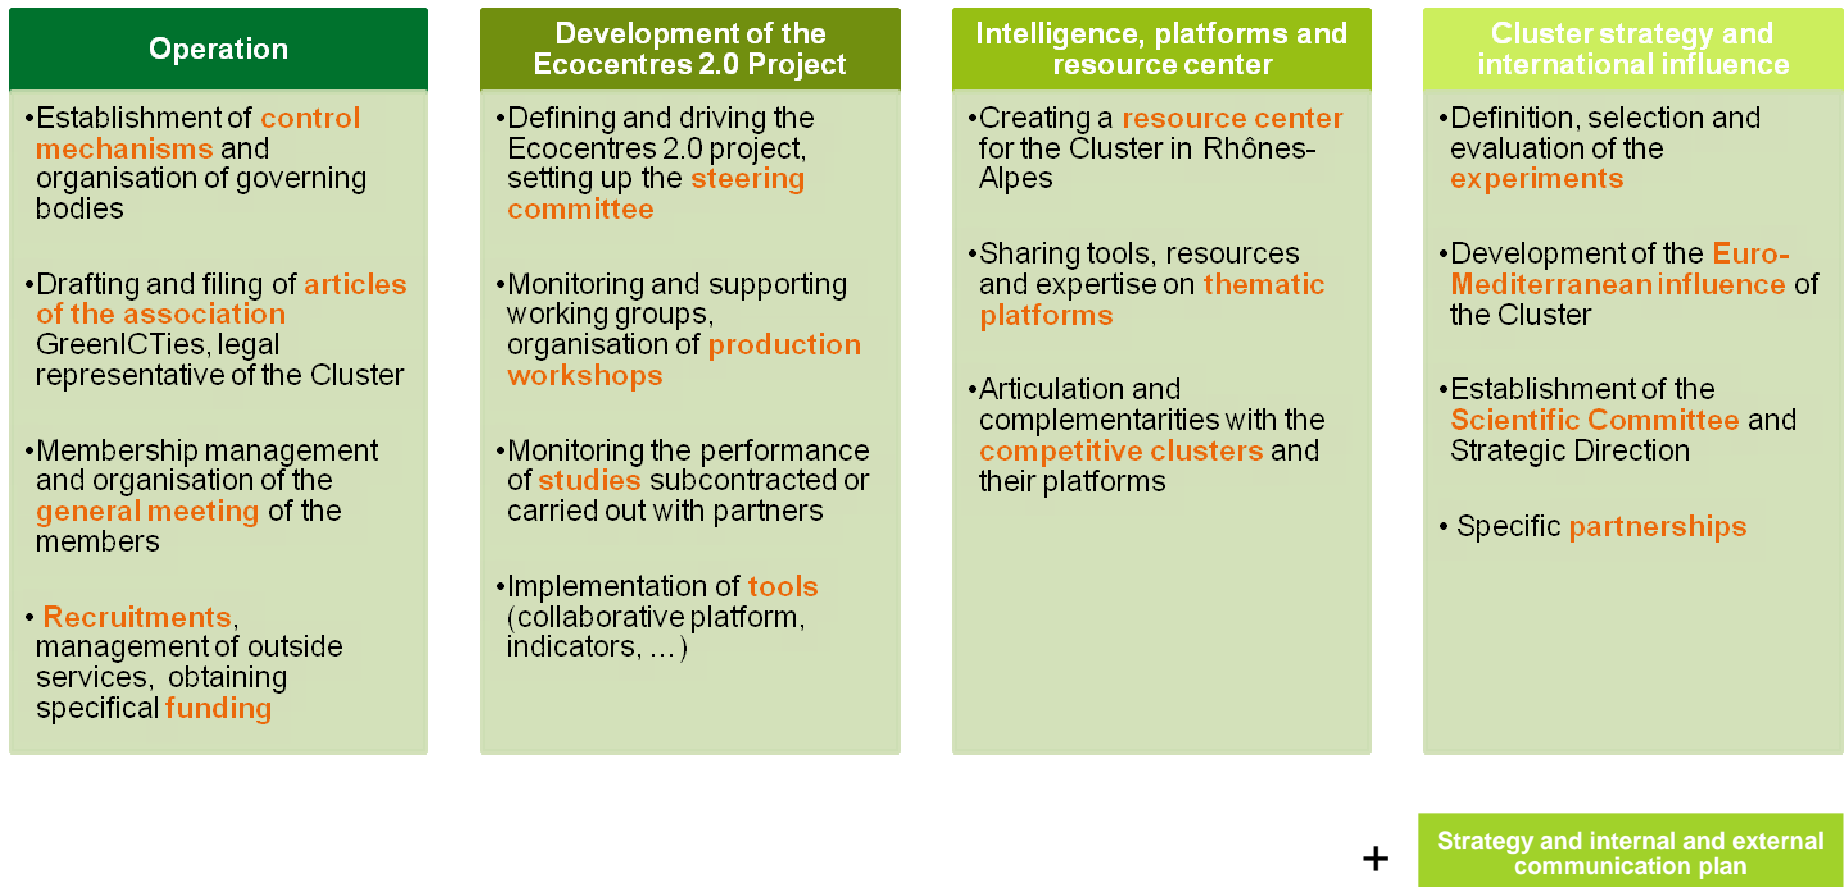 Operation
•Establishment of control
mechanisms and
organisation of governing
bodies
•Drafting and filing of articles
of the association
GreenICTies, legal
representative of the Cluster
•Membership management
and organisation of the
general meeting of the
members
• Recruitments,
management of outside
services, obtaining
specifical funding
Development of the
Ecocentres 2.0 Project
•Defining and driving the
Ecocentres 2.0 project,
setting up the steering
committee
•Monitoring and supporting
working groups,
organisation of production
workshops
•Monitoring the performance
of studies subcontracted or
carried out with partners
•Implementation of tools
(collaborative platform,
indicators, …)
Intelligence, platforms and
resource center
•Creating a resource center
for the Cluster in Rhônes-
Alpes
•Sharing tools, resources
and expertise on thematic
platforms
•Articulation and
complementarities with the
competitive clusters and
their platforms
Cluster strategy and
international influence
•Definition, selection and
evaluation of the
experiments
•Development of the Euro-
Mediterranean influence of
the Cluster
•Establishment of the
Scientific Committee and
Strategic Direction
• Specific partnerships
+
Strategy and internal and external
communication plan